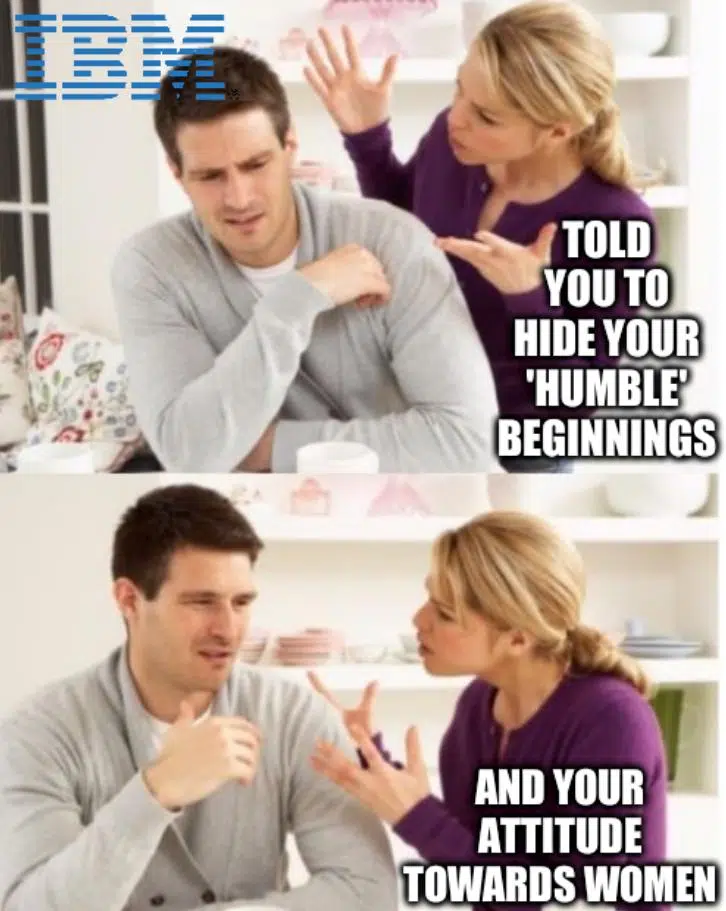 IBM
TOLD
YOU TO
HIDE YOUR
'HUMBLE'
BEGINNINGS
AND YOUR
ATTITUDE
TOWARDS WOMEN